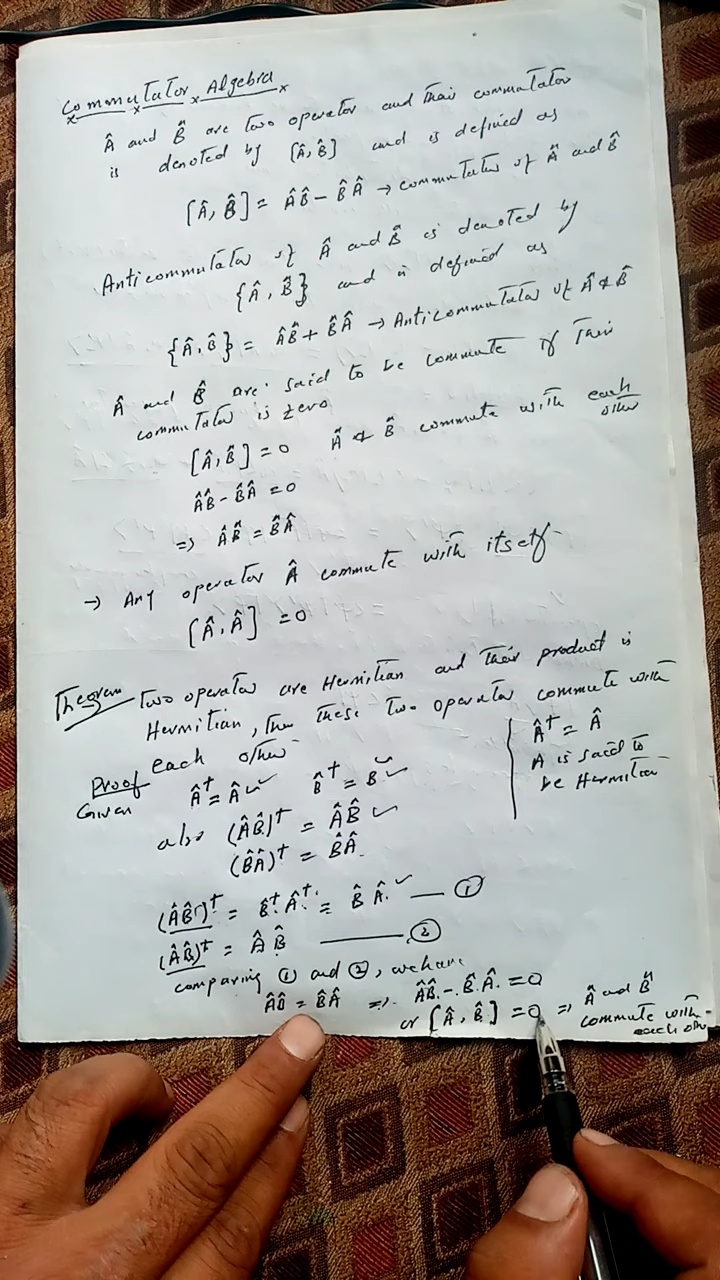 Commutator Algebra
Â and B̂ are two operator and their commutator
is denoted by [Â, B̂] and is defined as
[Â, B̂] = ÂB̂ - B̂Â → commutator of Â and B̂
Anticommutator of Â and B̂ is denoted by
{Â, B̂} and is defined as
{Â, B̂} = ÂB̂ + B̂Â → Anticommutator of Â & B̂
Â and B̂ are said to be commute if their
commutator is zero
[Â, B̂] = 0 Â & B̂ commute with each other
ÂB̂ - B̂Â = 0
=> ÂB̂ = B̂Â
→ Any operator Â commute with itself
[Â, Â] = 0
Theorem Two operator are Hermitian and their product is
Hermitian, then these two operator commute with
each other
Â† = Â
A is said to
be Hermitian
Proof
Given Â† = Â ✓✓ B̂† = B ✓
also (ÂB̂)† = ÂB̂ ✓
(B̂Â)† = B̂Â
(ÂB̂)† = B̂†Â† = B̂Â ✓ — ①
(ÂB̂)† = ÂB̂ — ②
comparing ① and ②, we have
ÂB̂ = B̂Â => ÂB̂ - B̂Â = 0
or [Â, B̂] = 0 => Â and B̂
commute with
each other